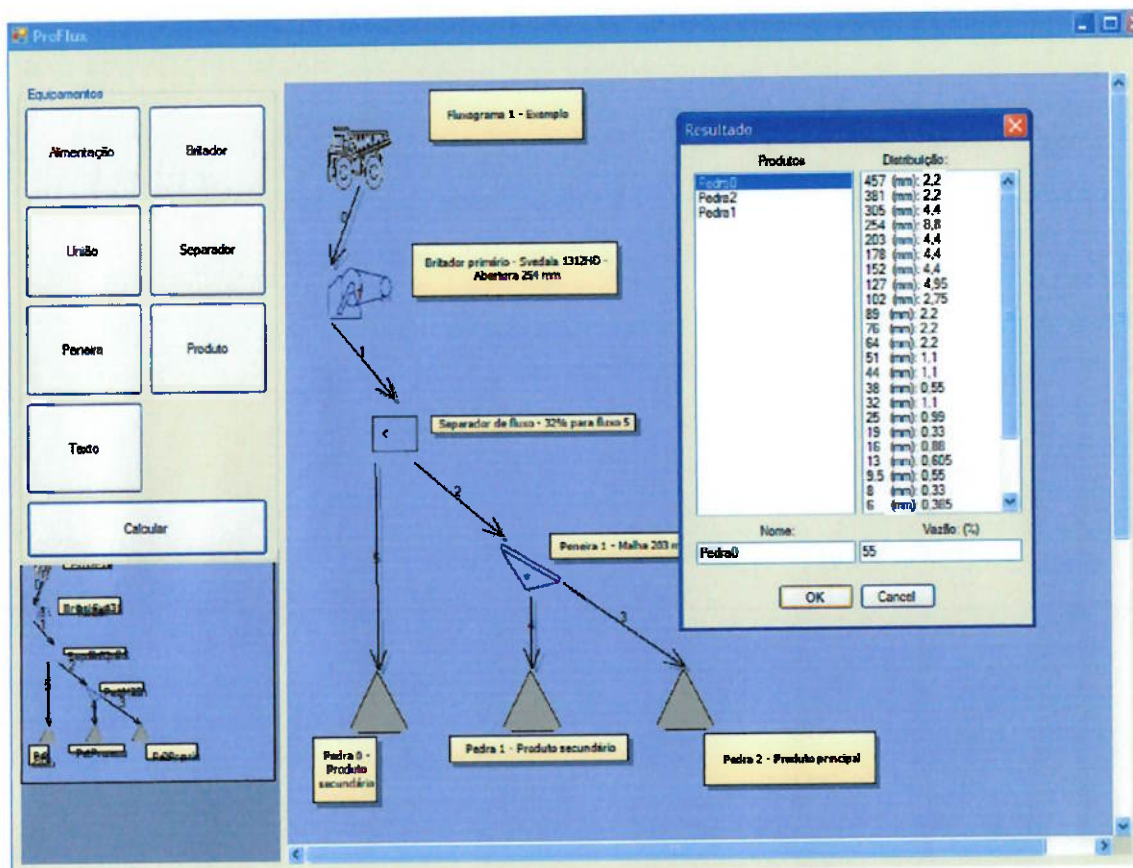 ProFlux
Equipamentos
Alimentação
Britador
União
Separador
Peneira
Produto
Texto
Calcular
Fluxograma 1 - Exemplo
0
Britador primário - Svedala 1312HD -
Abertura 254 mm
1
Separador de fluxo - 32% para fluxo 5
2
5
Peneira 1 - Malha 203 m
4
3
Pedra 0 -
Produto
secundário
Pedra 1 - Produto secundário
Pedra 2 - Produto principal
Resultado
Produtos
Pedra0
Pedra2
Pedra1
Distribuição:
457 (mm): 2,2
381 (mm): 2,2
305 (mm): 4,4
254 (mm): 8,8
203 (mm): 4,4
178 (mm): 4,4
152 (mm): 4,4
127 (mm): 4,95
102 (mm): 2,75
89 (mm): 2,2
76 (mm): 2,2
64 (mm): 2,2
51 (mm): 1,1
44 (mm): 1,1
38 (mm): 0,55
32 (mm): 1,1
25 (mm): 0,99
19 (mm): 0,33
16 (mm): 0,88
13 (mm): 0,605
9,5 (mm): 0,55
8 (mm): 0,33
6 (mm): 0,385
Nome:
Pedra0
Vazão: (%)
55
OK
Cancel